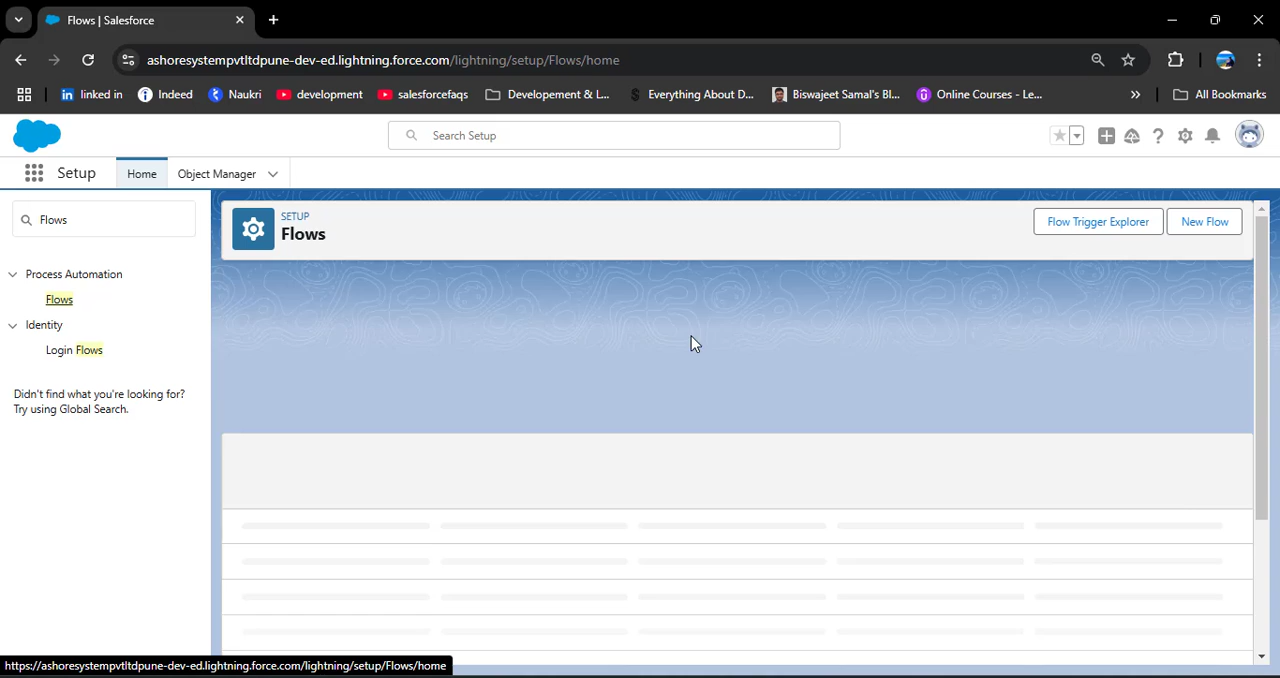 Flows | Salesforce
ashoresystempvtltdpune-dev-ed.lightning.force.com/lightning/setup/Flows/home
linked in
Indeed
Naukri
development
salesforcefaqs
Developement & L...
Everything About D...
Biswajeet Samal's Bl...
Online Courses - Le...
All Bookmarks
Search Setup
Setup
Home
Object Manager
Flows
SETUP
Flows
Flow Trigger Explorer
New Flow
Process Automation
Flows
Identity
Login Flows
Didn't find what you're looking for?
Try using Global Search.
https://ashoresystempvtltdpune-dev-ed.lightning.force.com/lightning/setup/Flows/home